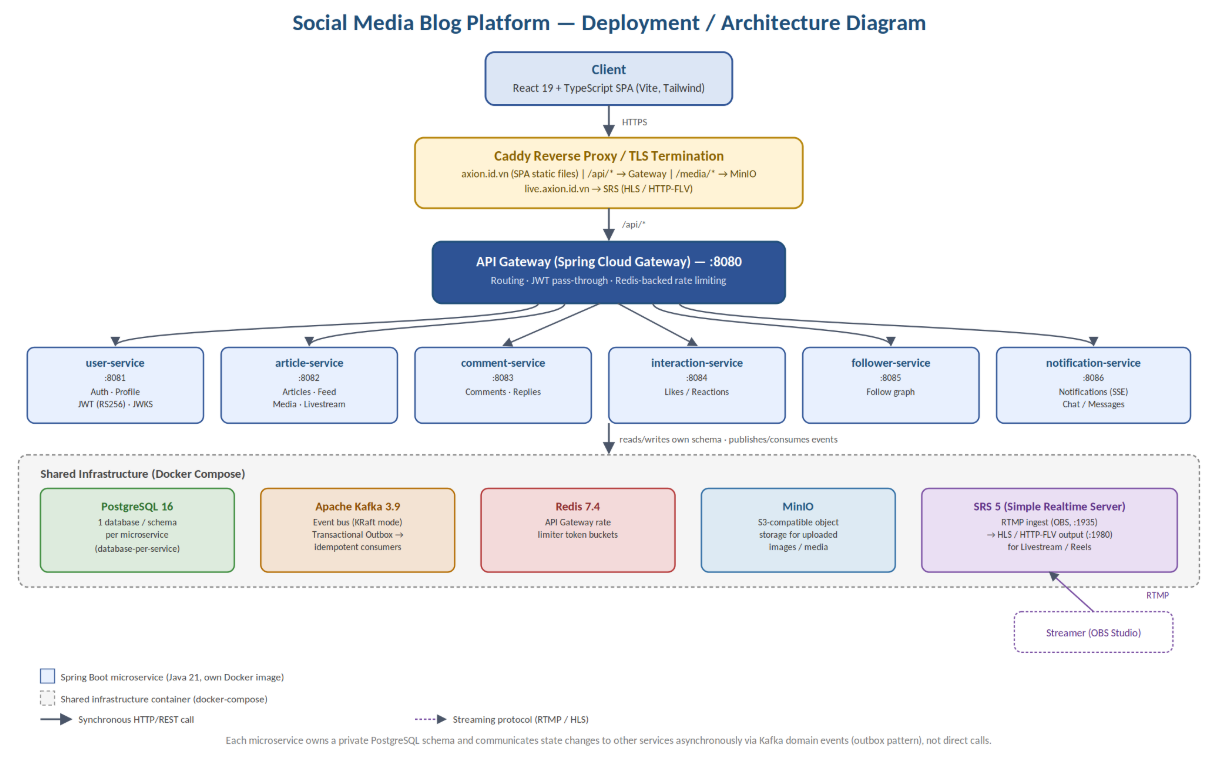 Social Media Blog Platform — Deployment / Architecture Diagram
Client
React 19 + TypeScript SPA (Vite, Tailwind)
HTTPS
Caddy Reverse Proxy / TLS Termination
axion.id.vn (SPA static files) | /api/* → Gateway | /media/* → MinIO
live.axion.id.vn → SRS (HLS / HTTP-FLV)
/api/*
API Gateway (Spring Cloud Gateway) — :8080
Routing · JWT pass-through · Redis-backed rate limiting
user-service
:8081
Auth · Profile
JWT (RS256) · JWKS
article-service
:8082
Articles · Feed
Media · Livestream
comment-service
:8083
Comments · Replies
interaction-service
:8084
Likes / Reactions
follower-service
:8085
Follow graph
notification-service
:8086
Notifications (SSE)
Chat / Messages
reads/writes own schema · publishes/consumes events
Shared Infrastructure (Docker Compose)
PostgreSQL 16
1 database / schema
per microservice
(database-per-service)
Apache Kafka 3.9
Event bus (KRaft mode)
Transactional Outbox →
idempotent consumers
Redis 7.4
API Gateway rate
limiter token buckets
MinIO
S3-compatible object
storage for uploaded
images / media
SRS 5 (Simple Realtime Server)
RTMP ingest (OBS, :1935)
→ HLS / HTTP-FLV output (:1980)
for Livestream / Reels
RTMP
Streamer (OBS Studio)
Spring Boot microservice (Java 21, own Docker image)
Shared infrastructure container (docker-compose)
Synchronous HTTP/REST call
Streaming protocol (RTMP / HLS)
Each microservice owns a private PostgreSQL schema and communicates state changes to other services asynchronously via Kafka domain events (outbox pattern), not direct calls.